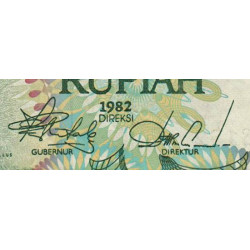 RUPIAH
1982
DIREKSI
GUBERNUR DIREKTUR